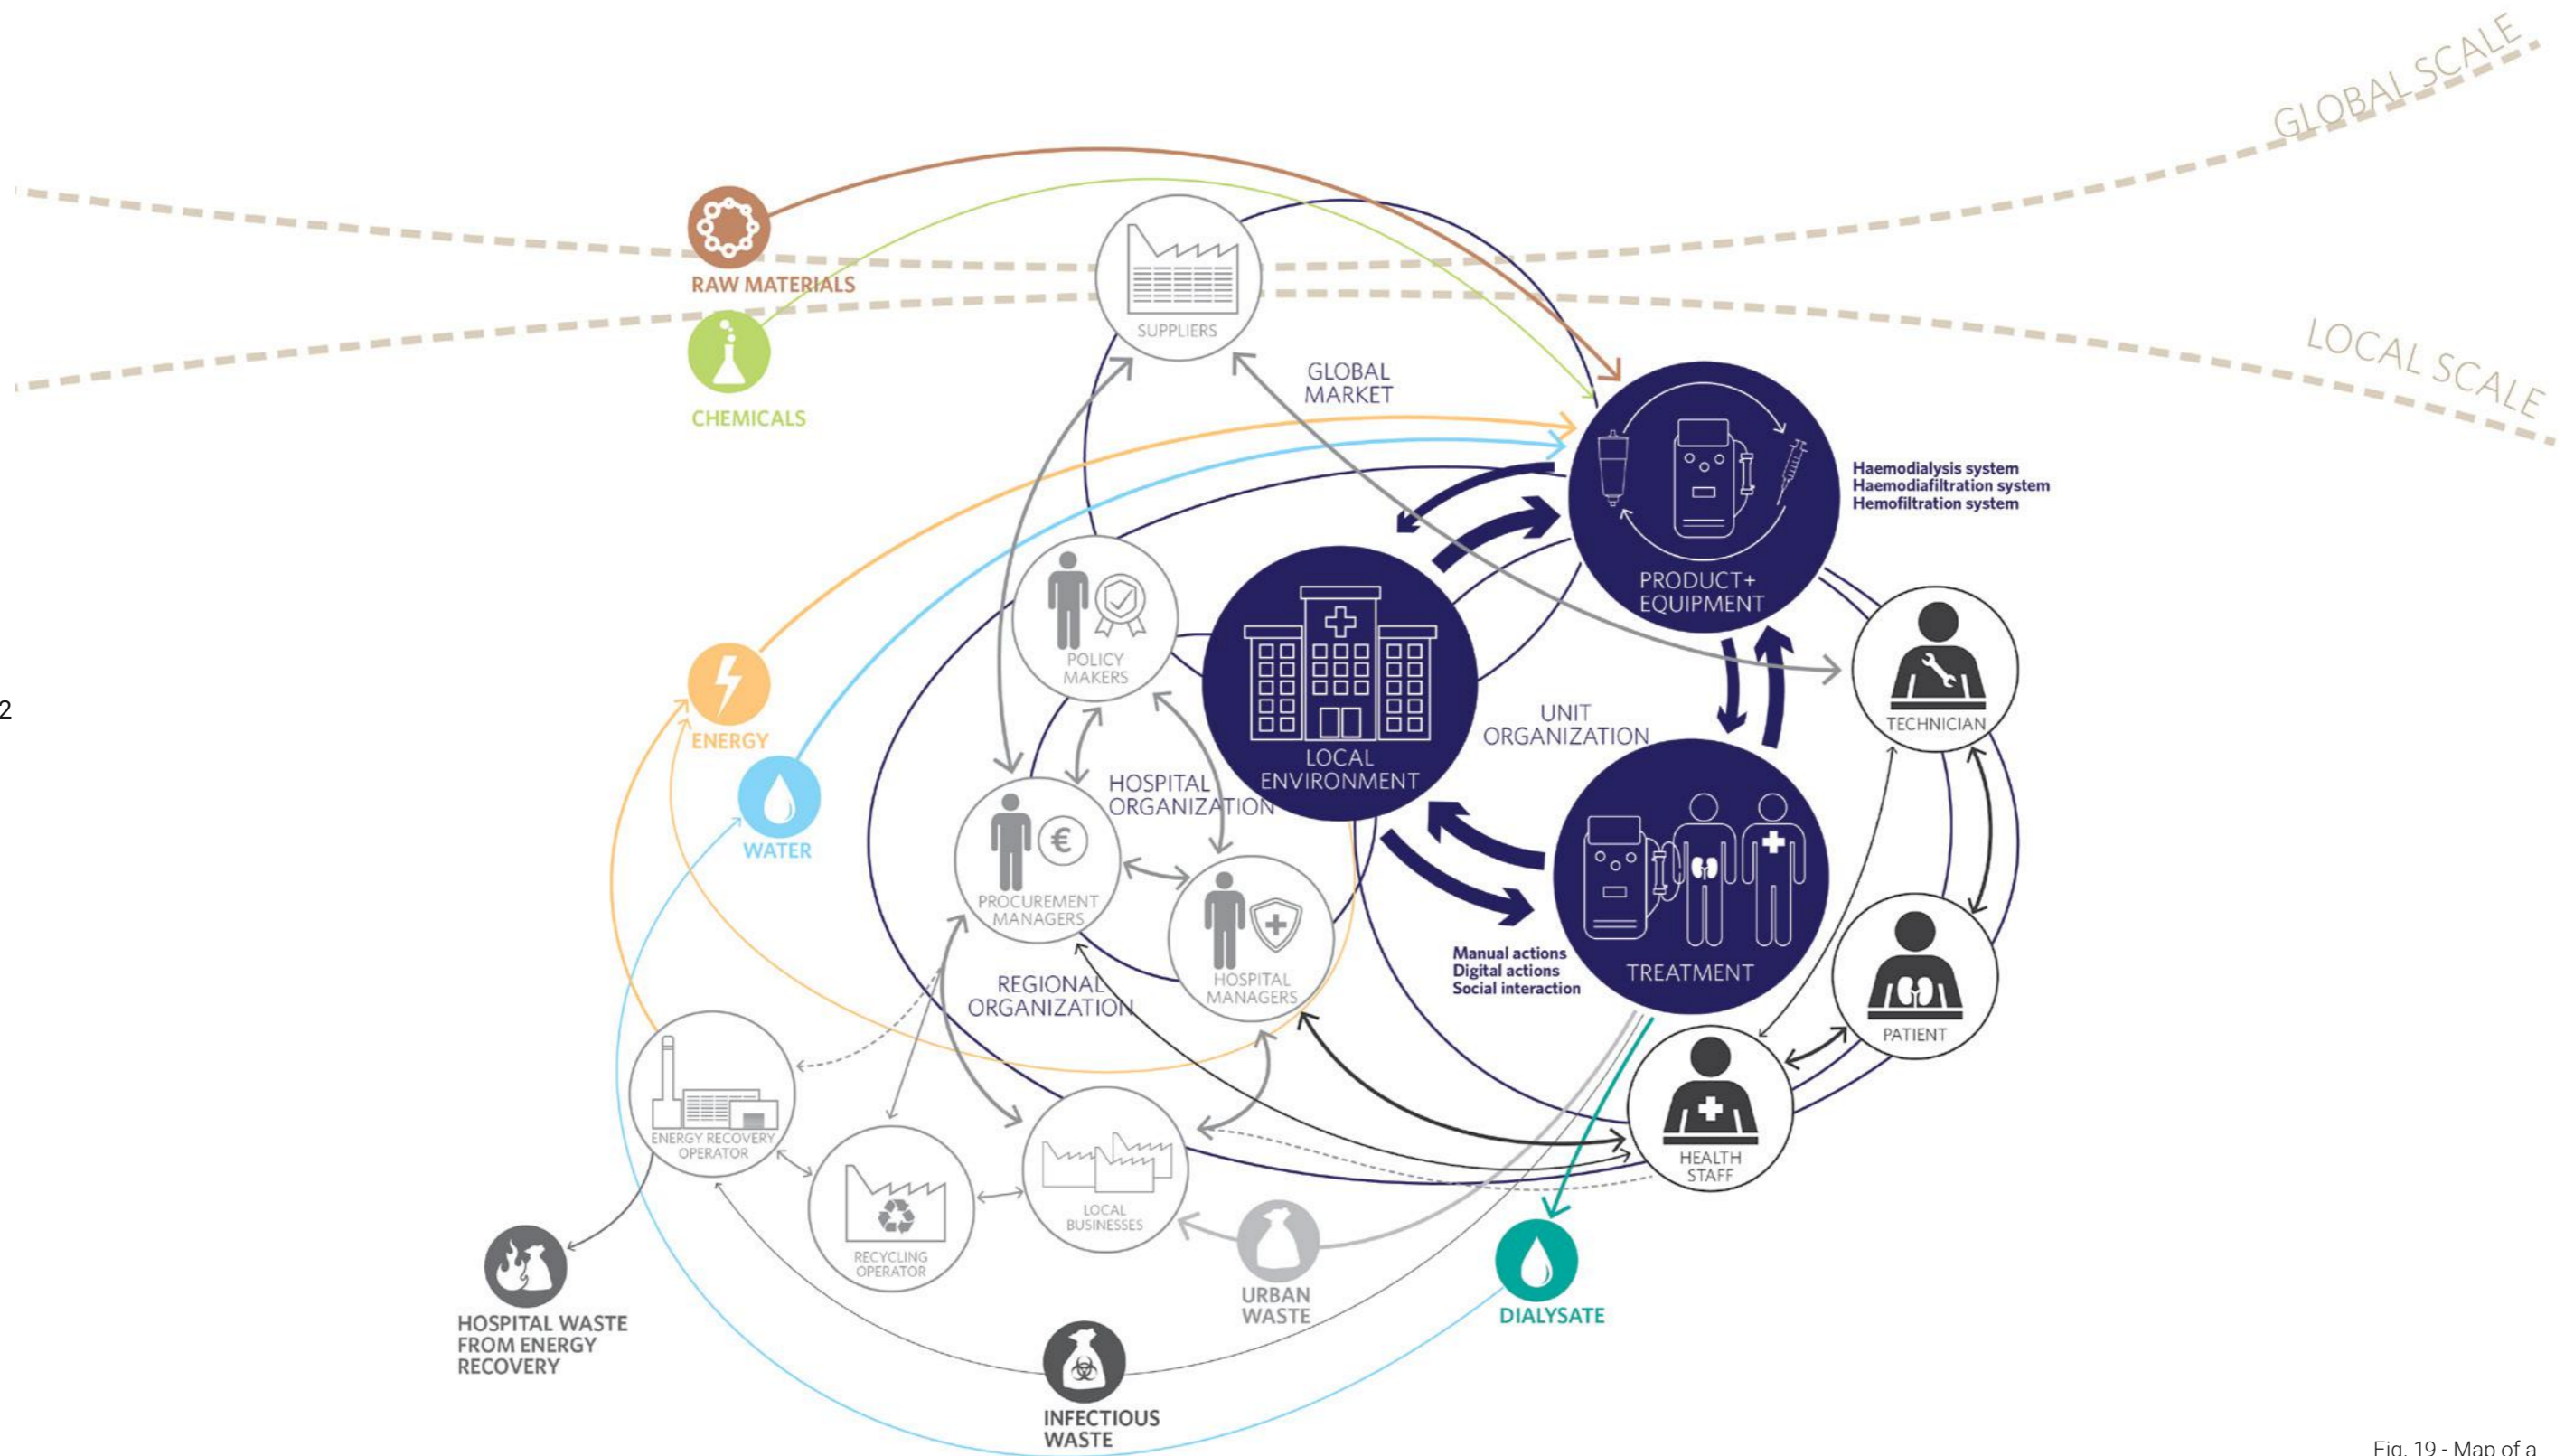 GLOBAL SCALE
RAW MATERIALS
SUPPLIERS
LOCAL SCALE
GLOBAL
MARKET
CHEMICALS
Haemodialysis system
Haemodiafiltration system
Hemofiltration system
PRODUCT+
EQUIPMENT
POLICY
MAKERS
2
ENERGY
UNIT
ORGANIZATION
TECHNICIAN
LOCAL
ENVIRONMENT
HOSPITAL
ORGANIZATION
WATER
€
PROCUREMENT
MANAGERS
Manual actions
Digital actions
Social interaction
TREATMENT
REGIONAL
ORGANIZATION
HOSPITAL
MANAGERS
PATIENT
ENERGY RECOVERY
OPERATOR
HEALTH
STAFF
LOCAL
BUSINESSES
RECYCLING
OPERATOR
URBAN
WASTE
DIALYSATE
HOSPITAL WASTE
FROM ENERGY
RECOVERY
INFECTIOUS
WASTE
Fig. 19 - Map of a